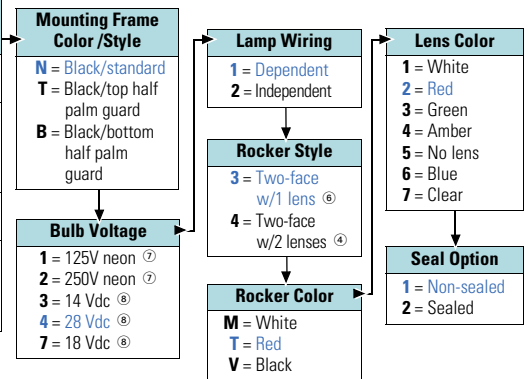 Mounting Frame
Color /Style
N = Black/standard
T = Black/top half
palm guard
B = Black/bottom
half palm
guard
Bulb Voltage
1 = 125V neon ⑦
2 = 250V neon ⑦
3 = 14 Vdc ⑧
4 = 28 Vdc ⑧
7 = 18 Vdc ⑧
Lamp Wiring
1 = Dependent
2 = Independent
Rocker Style
3 = Two-face
w/1 lens ⑥
4 = Two-face
w/2 lenses ④
Rocker Color
M = White
T = Red
V = Black
Lens Color
1 = White
2 = Red
3 = Green
4 = Amber
5 = No lens
6 = Blue
7 = Clear
Seal Option
1 = Non-sealed
2 = Sealed